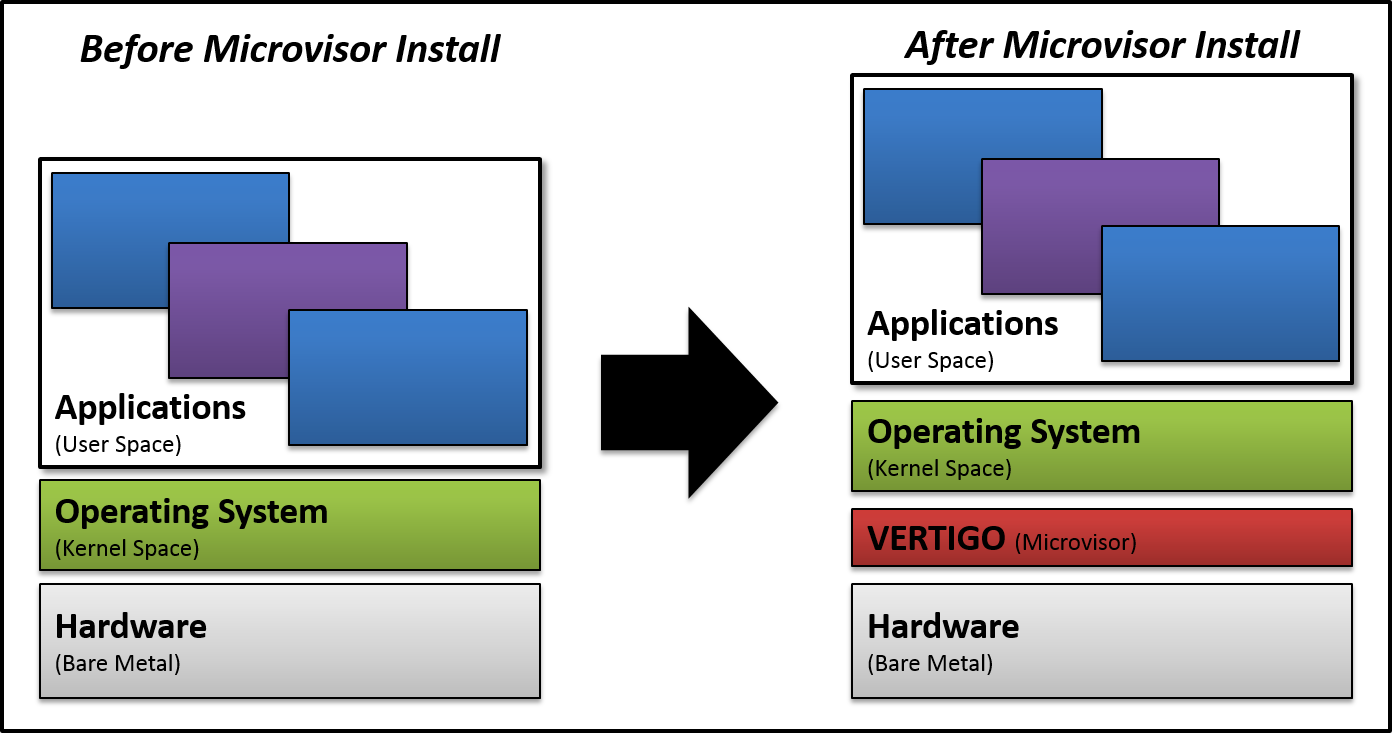 Before Microvisor Install
Applications
(User Space)
Operating System
(Kernel Space)
Hardware
(Bare Metal)
After Microvisor Install
Applications
(User Space)
Operating System
(Kernel Space)
VERTIGO (Microvisor)
Hardware
(Bare Metal)